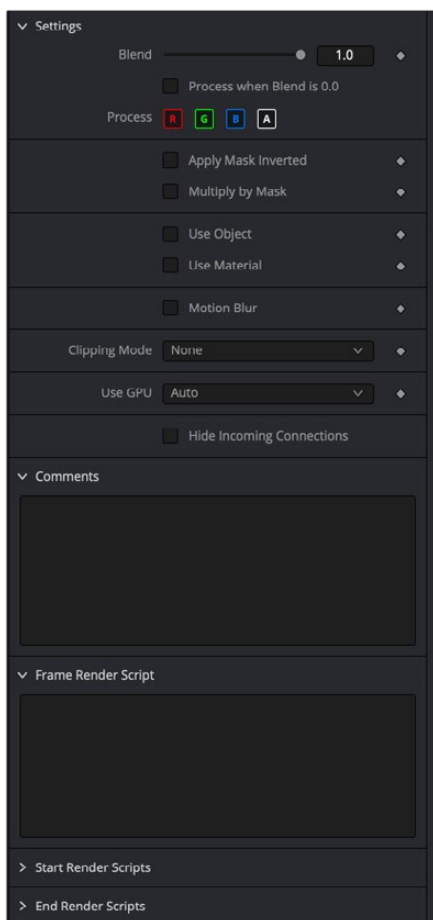 Settings
Blend 1.0
Process when Blend is 0.0
Process R G B A
Apply Mask Inverted
Multiply by Mask
Use Object
Use Material
Motion Blur
Clipping Mode None
Use GPU Auto
Hide Incoming Connections
Comments
Frame Render Script
Start Render Scripts
End Render Scripts